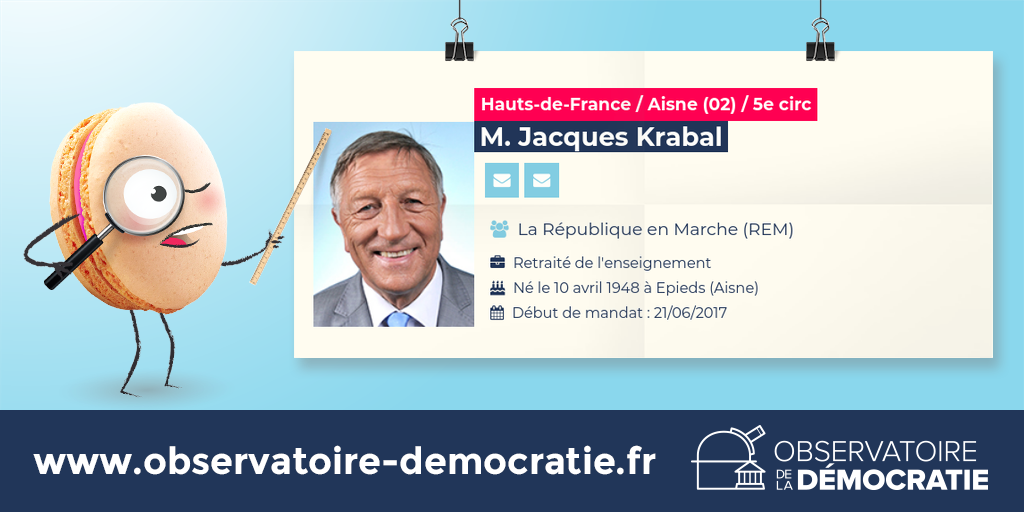 Hauts-de-France / Aisne (02) / 5e circ
M. Jacques Krabal
La République en Marche (REM)
Retraité de l'enseignement
Né le 10 avril 1948 à Epieds (Aisne)
Début de mandat : 21/06/2017
www.observatoire-democratie.fr
OBSERVATOIRE
DE LA DÉMOCRATIE